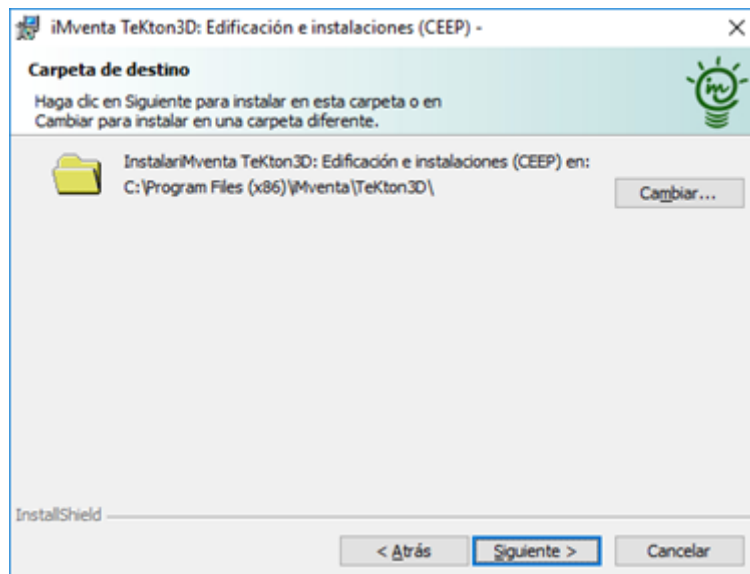 iMventa TeKton3D: Edificación e instalaciones (CEEP) -
Carpeta de destino
Haga clic en Siguiente para instalar en esta carpeta o en
Cambiar para instalar en una carpeta diferente.
im
InstalariMventa TeKton3D: Edificación e instalaciones (CEEP) en:
C:\Program Files (x86)\iMventa\TeKton3D\
Cambiar...
InstallShield
< Atrás
Siguiente >
Cancelar